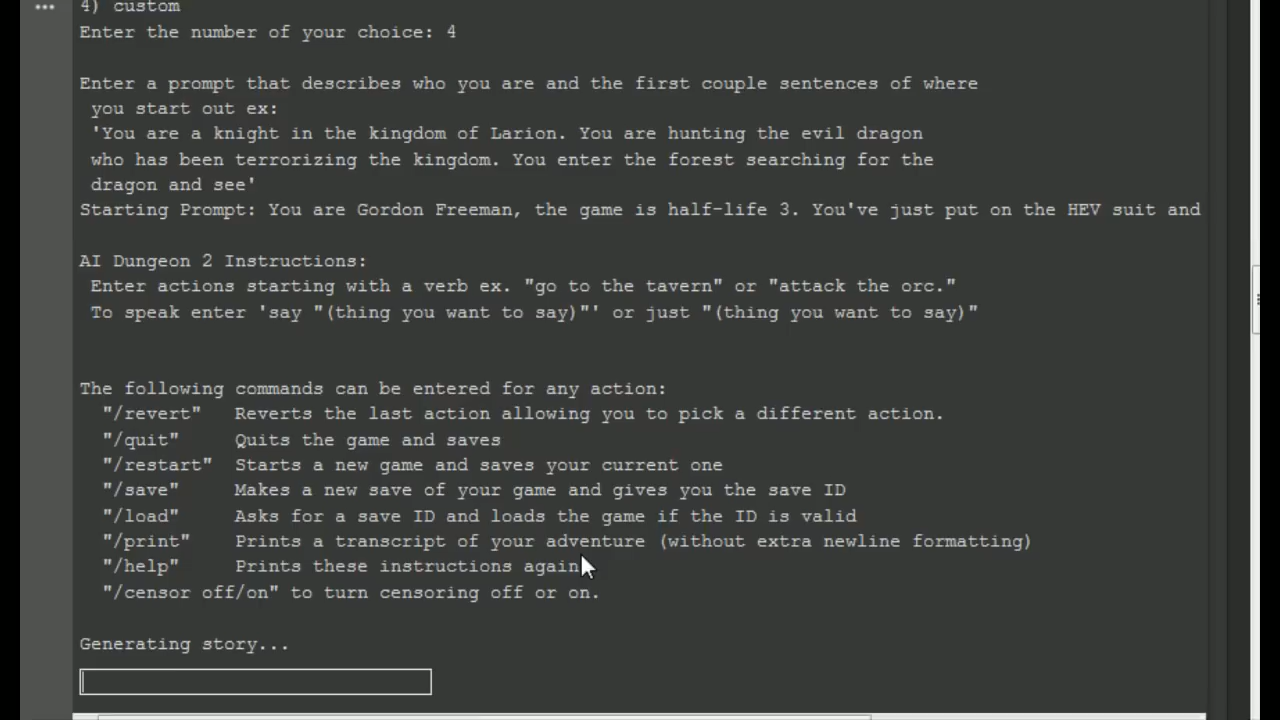 4) custom
Enter the number of your choice: 4
Enter a prompt that describes who you are and the first couple sentences of where
you start out ex:
'You are a knight in the kingdom of Larion. You are hunting the evil dragon
who has been terrorizing the kingdom. You enter the forest searching for the
dragon and see'
Starting Prompt: You are Gordon Freeman, the game is half-life 3. You've just put on the HEV suit and
AI Dungeon 2 Instructions:
Enter actions starting with a verb ex. "go to the tavern" or "attack the orc."
To speak enter 'say "(thing you want to say)"' or just "(thing you want to say)"
The following commands can be entered for any action:
"/revert" Reverts the last action allowing you to pick a different action.
"/quit" Quits the game and saves
"/restart" Starts a new game and saves your current one
"/save" Makes a new save of your game and gives you the save ID
"/load" Asks for a save ID and loads the game if the ID is valid
"/print" Prints a transcript of your adventure (without extra newline formatting)
"/help" Prints these instructions again
"/censor off/on" to turn censoring off or on.
Generating story...